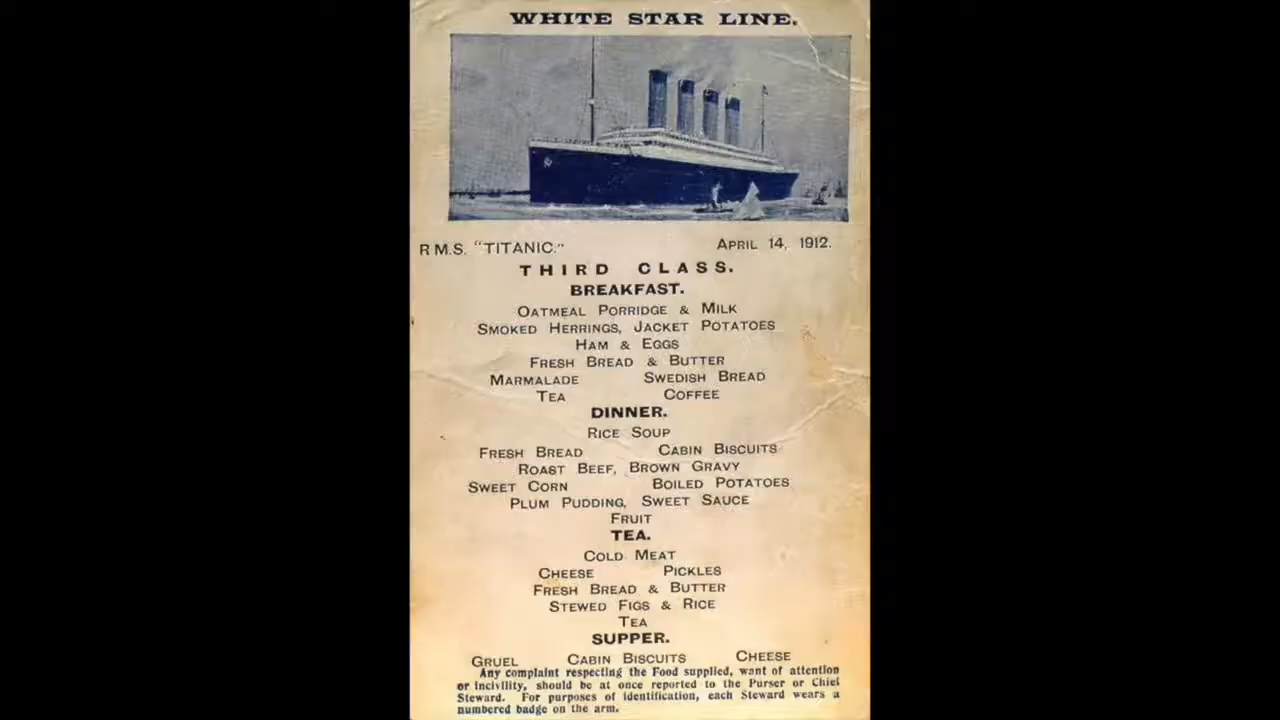 WHITE STAR LINE.
R.M.S. "TITANIC."    APRIL 14, 1912.
THIRD CLASS.
BREAKFAST.
OATMEAL PORRIDGE & MILK
SMOKED HERRINGS, JACKET POTATOES
HAM & EGGS
FRESH BREAD & BUTTER
MARMALADE    SWEDISH BREAD
TEA    COFFEE
DINNER.
RICE SOUP
FRESH BREAD    CABIN BISCUITS
ROAST BEEF, BROWN GRAVY
SWEET CORN    BOILED POTATOES
PLUM PUDDING, SWEET SAUCE
FRUIT
TEA.
COLD MEAT
CHEESE    PICKLES
FRESH BREAD & BUTTER
STEWED FIGS & RICE
TEA
SUPPER.
GRUEL    CABIN BISCUITS    CHEESE
Any complaint respecting the Food supplied, want of attention
or incivility, should be at once reported to the Purser or Chief
Steward. For purposes of identification, each Steward wears a
numbered badge on the arm.